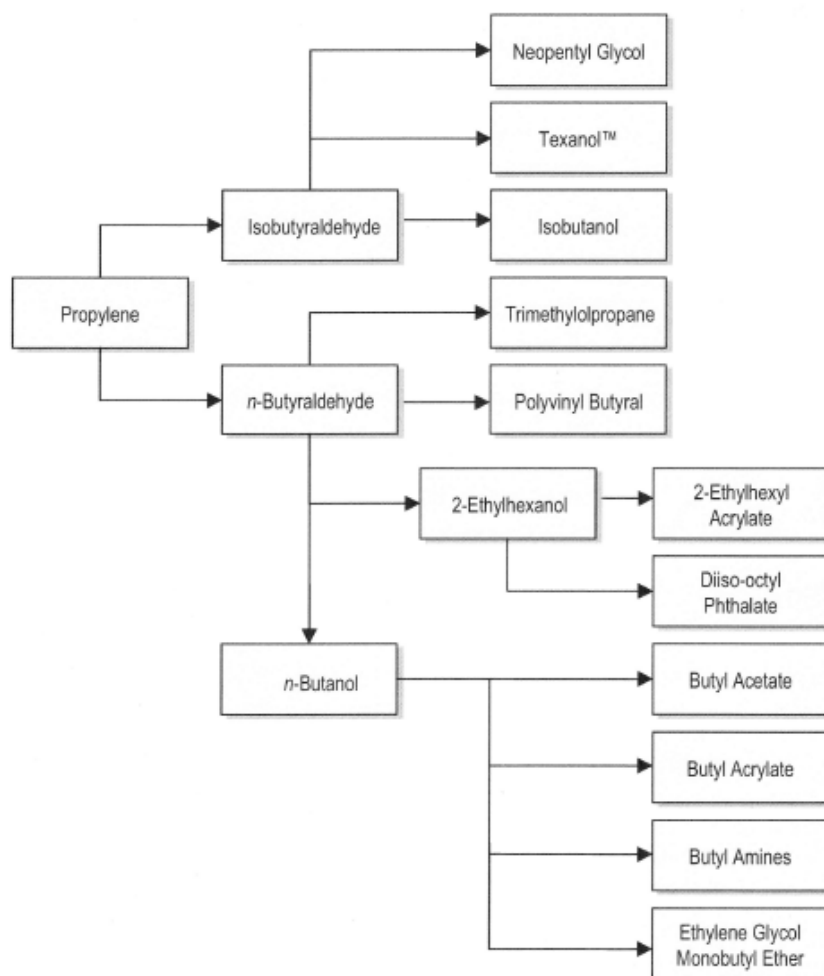 Neopentyl Glycol
Texanol™
Isobutyraldehyde
Isobutanol
Propylene
Trimethylolpropane
n-Butyraldehyde
Polyvinyl Butyral
2-Ethylhexanol
2-Ethylhexyl
Acrylate
Diiso-octyl
Phthalate
n-Butanol
Butyl Acetate
Butyl Acrylate
Butyl Amines
Ethylene Glycol
Monobutyl Ether